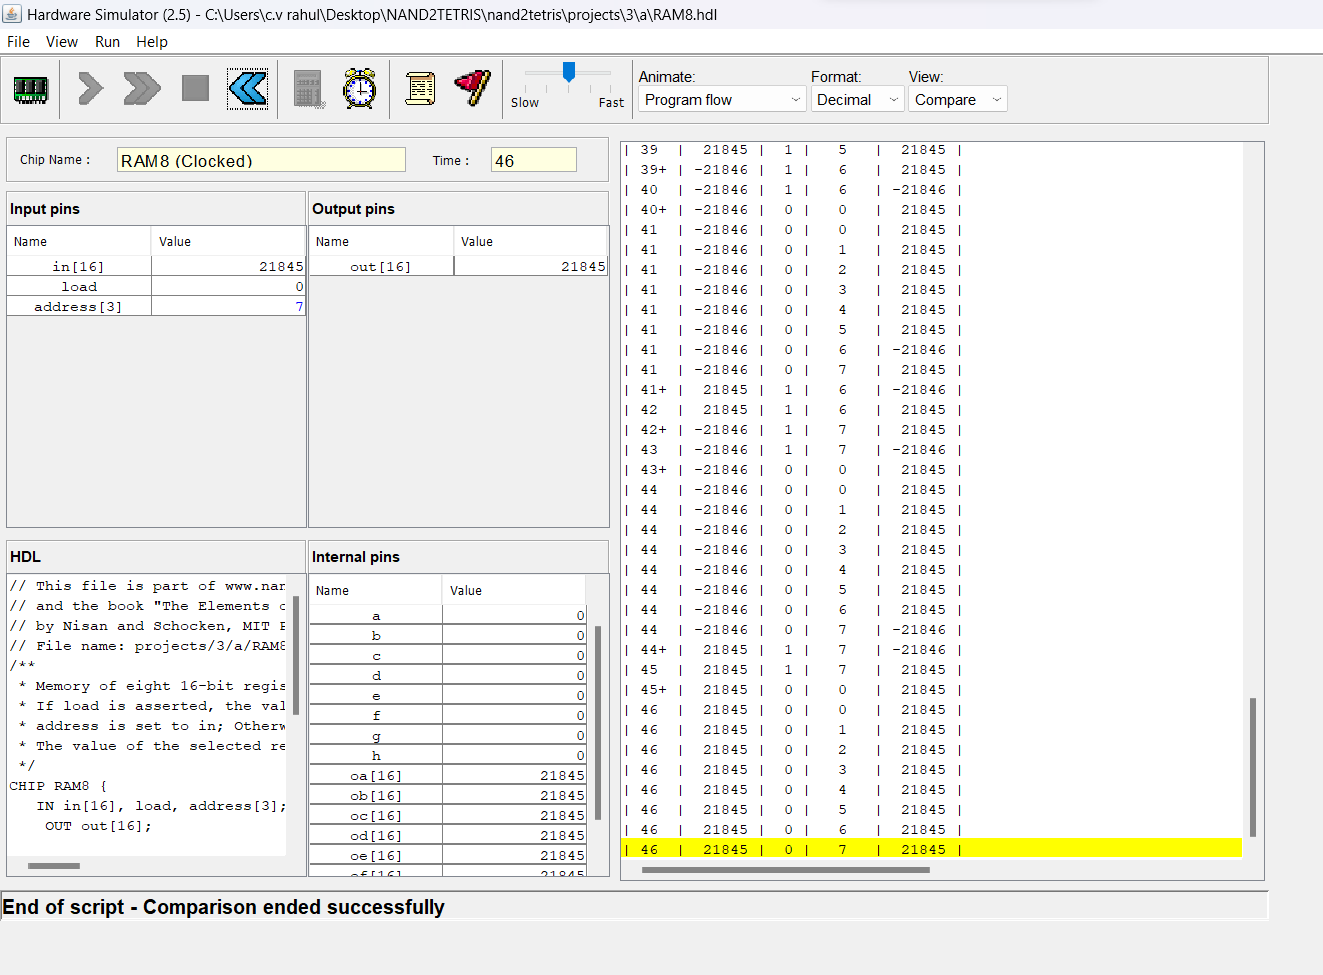 Hardware Simulator (2.5) - C:\Users\c.v rahul\Desktop\NAND2TETRIS\nand2tetris\projects\3\a\RAM8.hdl
File View Run Help
Slow Fast
Animate: Format: View:
Program flow Decimal Compare
Chip Name : RAM8 (Clocked) Time : 46
Input pins
Name Value
in[16] 21845
load 0
address[3] 7
Output pins
Name Value
out[16] 21845
HDL
// This file is part of www.nan
// and the book "The Elements o
// by Nisan and Schocken, MIT P
// File name: projects/3/a/RAM8
/**
* Memory of eight 16-bit regis
* If load is asserted, the val
* address is set to in; Otherw
* The value of the selected re
*/
CHIP RAM8 {
IN in[16], load, address[3];
OUT out[16];
Internal pins
Name Value
a 0
b 0
c 0
d 0
e 0
f 0
g 0
h 0
oa[16] 21845
ob[16] 21845
oc[16] 21845
od[16] 21845
oe[16] 21845
of[16] 21845
| 39 | 21845 | 1 | 5 | 21845 |
| 39+ | -21846 | 1 | 6 | 21845 |
| 40 | -21846 | 1 | 6 | -21846 |
| 40+ | -21846 | 0 | 0 | 21845 |
| 41 | -21846 | 0 | 0 | 21845 |
| 41 | -21846 | 0 | 1 | 21845 |
| 41 | -21846 | 0 | 2 | 21845 |
| 41 | -21846 | 0 | 3 | 21845 |
| 41 | -21846 | 0 | 4 | 21845 |
| 41 | -21846 | 0 | 5 | 21845 |
| 41 | -21846 | 0 | 6 | -21846 |
| 41 | -21846 | 0 | 7 | 21845 |
| 41+ | 21845 | 1 | 6 | -21846 |
| 42 | 21845 | 1 | 6 | 21845 |
| 42+ | -21846 | 1 | 7 | 21845 |
| 43 | -21846 | 1 | 7 | -21846 |
| 43+ | -21846 | 0 | 0 | 21845 |
| 44 | -21846 | 0 | 0 | 21845 |
| 44 | -21846 | 0 | 1 | 21845 |
| 44 | -21846 | 0 | 2 | 21845 |
| 44 | -21846 | 0 | 3 | 21845 |
| 44 | -21846 | 0 | 4 | 21845 |
| 44 | -21846 | 0 | 5 | 21845 |
| 44 | -21846 | 0 | 6 | 21845 |
| 44 | -21846 | 0 | 7 | -21846 |
| 44+ | 21845 | 1 | 7 | -21846 |
| 45 | 21845 | 1 | 7 | 21845 |
| 45+ | 21845 | 0 | 0 | 21845 |
| 46 | 21845 | 0 | 0 | 21845 |
| 46 | 21845 | 0 | 1 | 21845 |
| 46 | 21845 | 0 | 2 | 21845 |
| 46 | 21845 | 0 | 3 | 21845 |
| 46 | 21845 | 0 | 4 | 21845 |
| 46 | 21845 | 0 | 5 | 21845 |
| 46 | 21845 | 0 | 6 | 21845 |
| 46 | 21845 | 0 | 7 | 21845 |
End of script - Comparison ended successfully